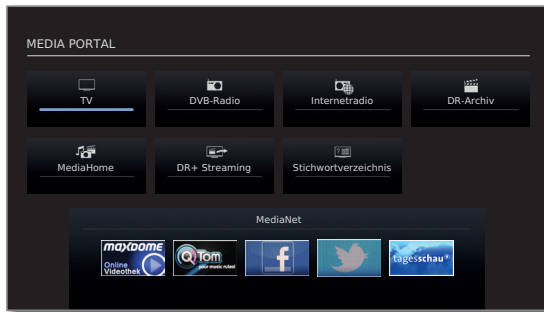 MEDIA PORTAL
TV
DVB-Radio
Internetradio
DR-Archiv
MediaHome
DR+ Streaming
Stichwortverzeichnis
MediaNet
maxdome
Online
Videothek
QTom
your music rules!
f
tagesschau